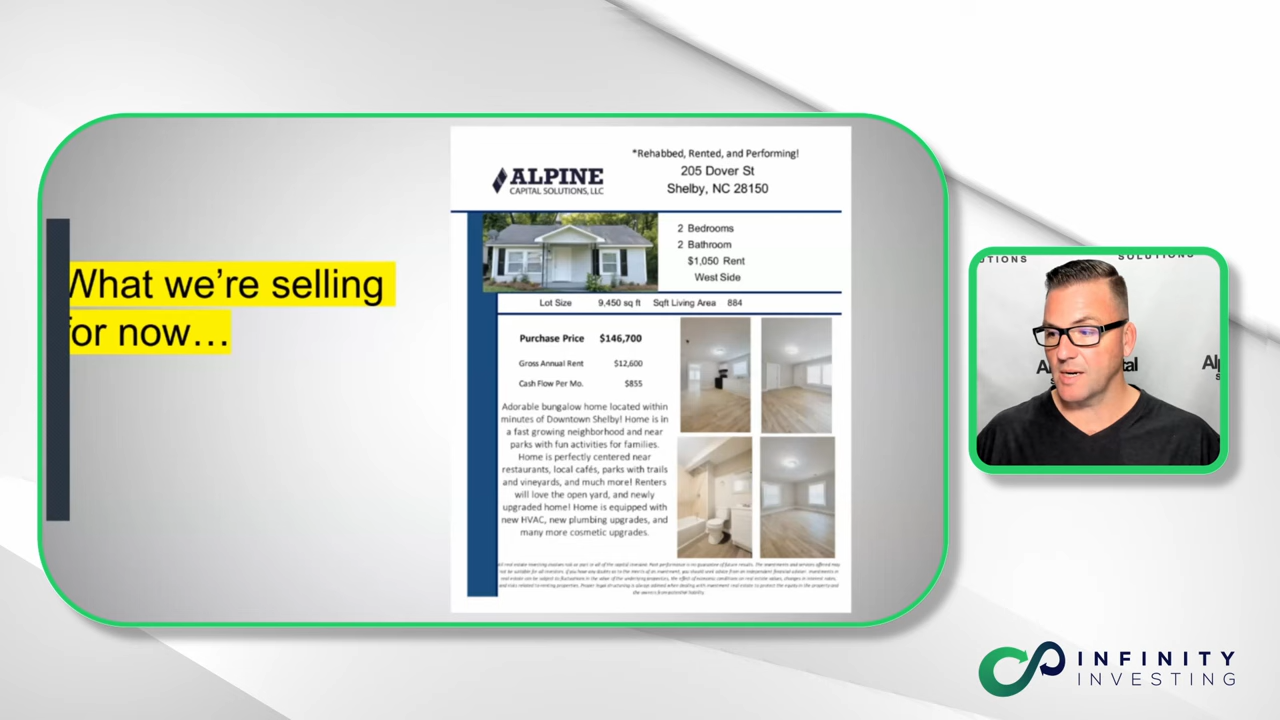 What we’re selling
for now…
ALPINE
CAPITAL SOLUTIONS, LLC
*Rehabbed, Rented, and Performing!
205 Dover St
Shelby, NC 28150
2 Bedrooms
2 Bathroom
$1,050 Rent
West Side
Lot Size 9,450 sq ft Sqft Living Area 884
Purchase Price $146,700
Gross Annual Rent $12,600
Cash Flow Per Mo. $855
Adorable bungalow home located within
minutes of Downtown Shelby! Home is in
a fast growing neighborhood and near
parks with fun activities for families.
Home is perfectly centered near
restaurants, local cafés, parks with trails
and vineyards, and much more! Renters
will love the open yard, and newly
upgraded home! Home is equipped with
new HVAC, new plumbing upgrades, and
many more cosmetic upgrades.
UTIONS
SOLUTIONS
INFINITY
INVESTING